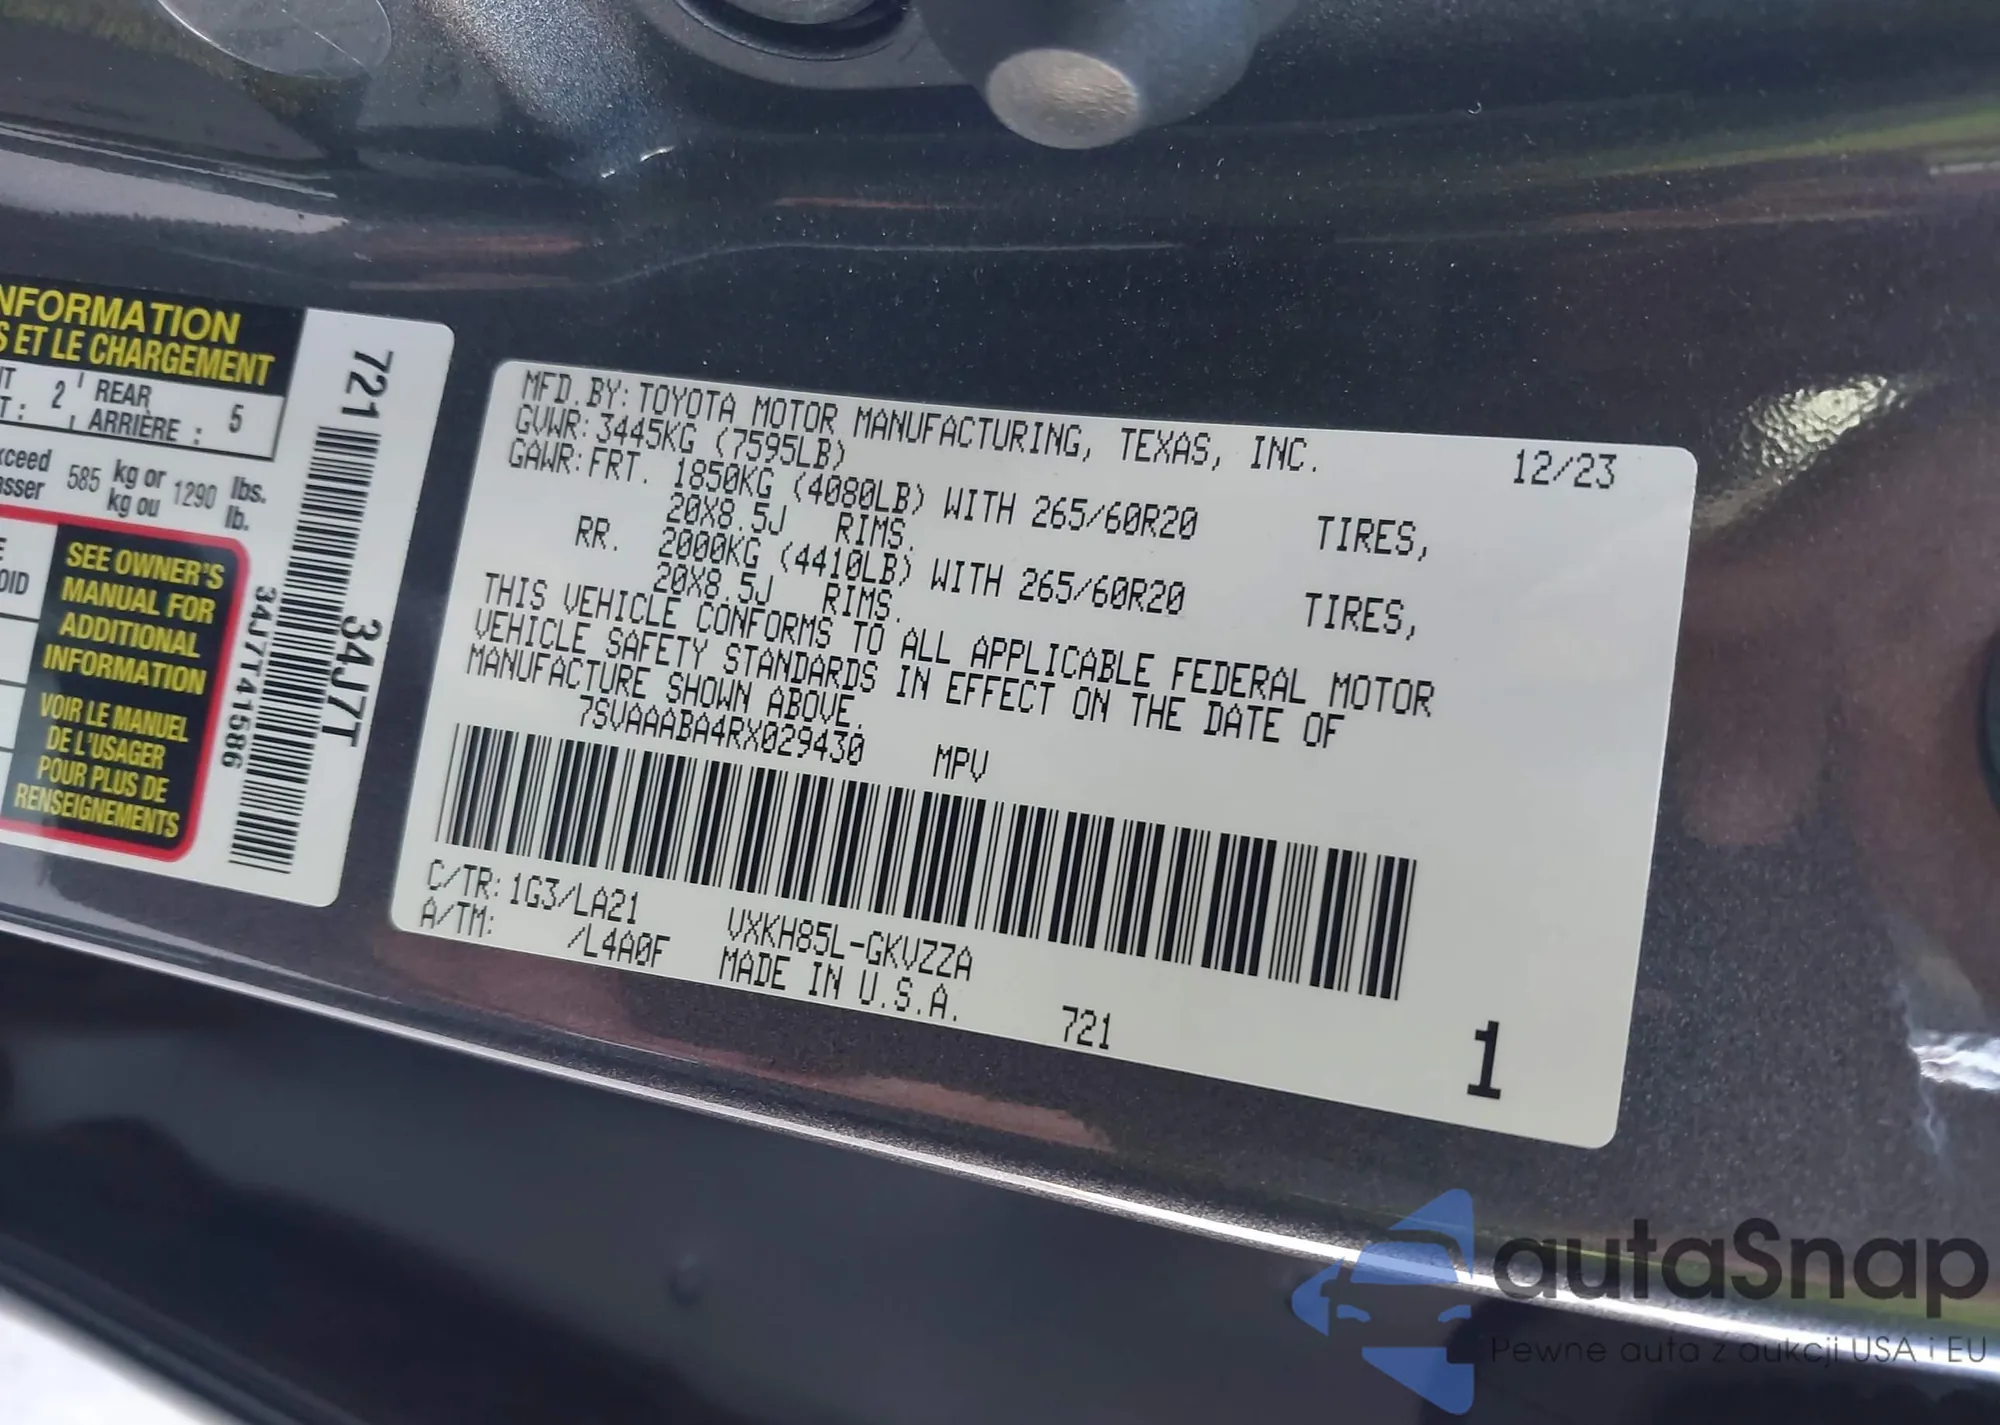 NFORMATION
S ET LE CHARGEMENT
2 REAR 5
ARRIÈRE :
585 kg or 1290 lbs.
kg ou lb.
SEE OWNER'S
MANUAL FOR
ADDITIONAL
INFORMATION
VOIR LE MANUEL
DE L'USAGER
POUR PLUS DE
RENSEIGNEMENTS
721
34J7T
34J7T41586
MFD. BY: TOYOTA MOTOR MANUFACTURING, TEXAS, INC. 12/23
GVWR: 3445KG (7595LB)
GAWR: FRT. 1850KG (4080LB) WITH 265/60R20 TIRES,
20X8.5J RIMS.
RR. 2000KG (4410LB) WITH 265/60R20 TIRES,
20X8.5J RIMS.
THIS VEHICLE CONFORMS TO ALL APPLICABLE FEDERAL MOTOR
VEHICLE SAFETY STANDARDS IN EFFECT ON THE DATE OF
MANUFACTURE SHOWN ABOVE.
7SVAAABA4RX029430 MPV
C/TR: 1G3/LA21 VXKH85L-GKVZZA
A/TM: /L4A0F MADE IN U.S.A. 721
1
autaSnap
Pewne auta z aukcji USA i EU